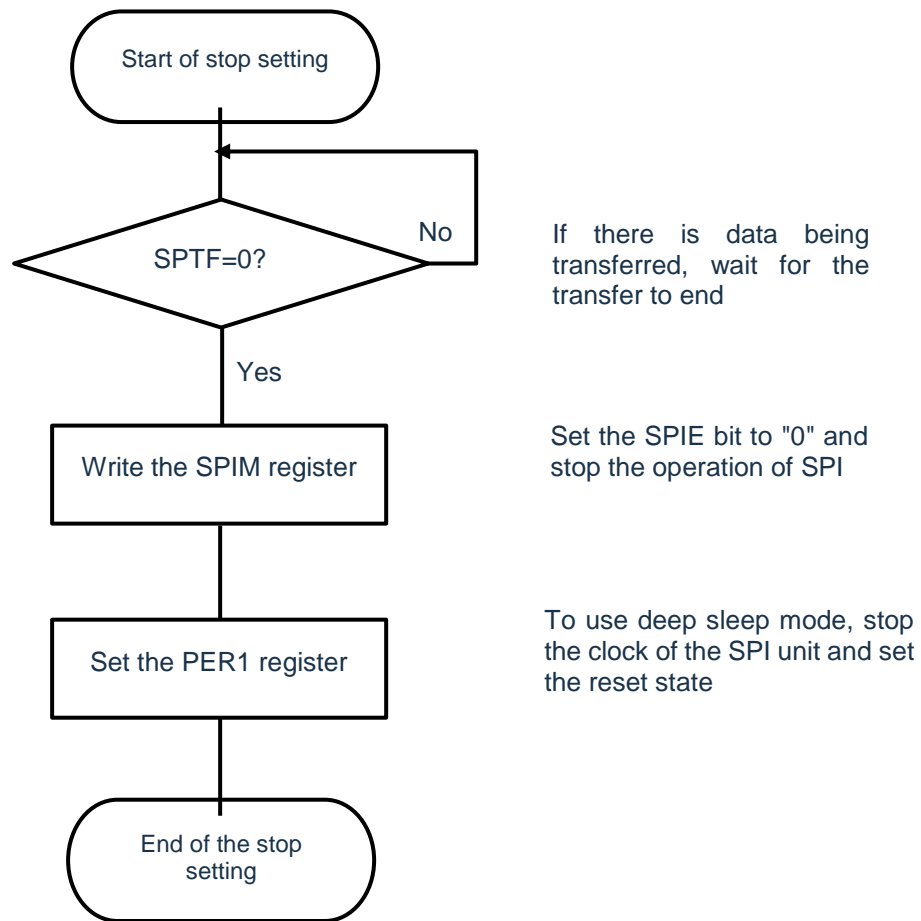 Start of stop setting
No
SPTF=0?
If there is data being
transferred, wait for the
transfer to end
Yes
Write the SPIM register
Set the SPIE bit to "0" and
stop the operation of SPI
Set the PER1 register
To use deep sleep mode, stop
the clock of the SPI unit and set
the reset state
End of the stop
setting